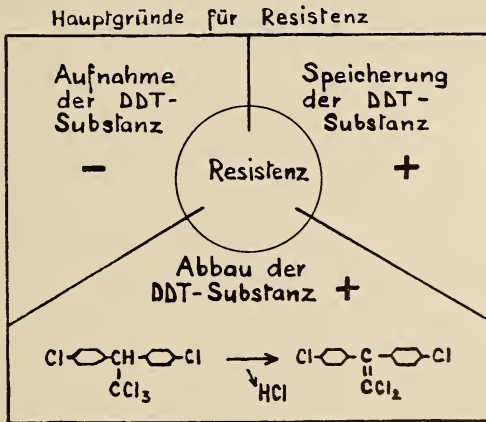 Hauptgründe für Resistenz
Aufnahme
der DDT-
Substanz
-
Speicherung
der DDT-
Substanz
+
Resistenz
Abbau der
DDT-Substanz +
Cl CH Cl HCl Cl C Cl
CCl₃ CCl₂